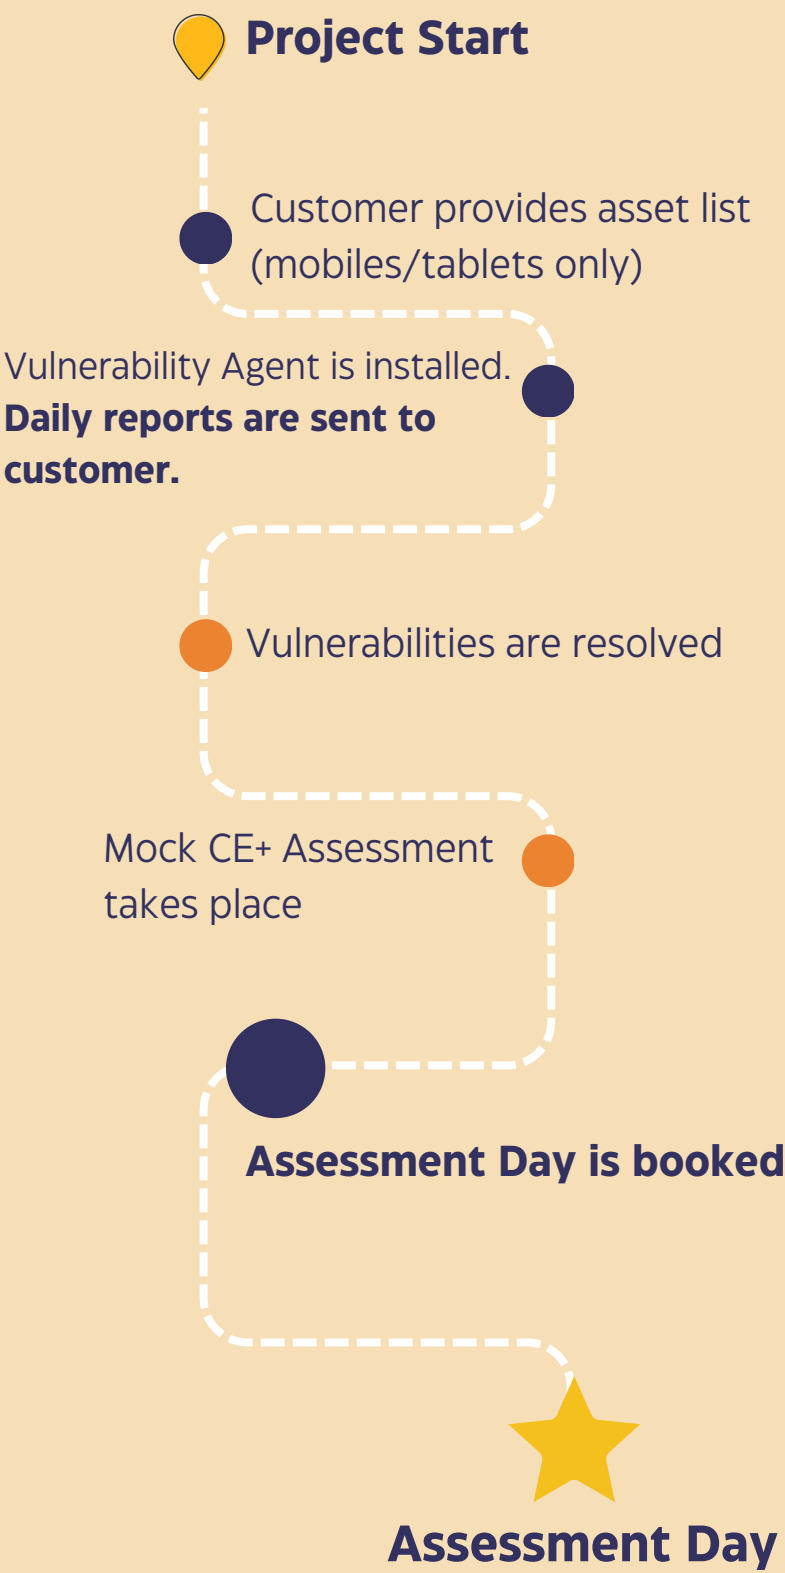 Project Start
Customer provides asset list
(mobiles/tablets only)
Vulnerability Agent is installed.
Daily reports are sent to
customer.
Vulnerabilities are resolved
Mock CE+ Assessment
takes place
Assessment Day is booked
Assessment Day